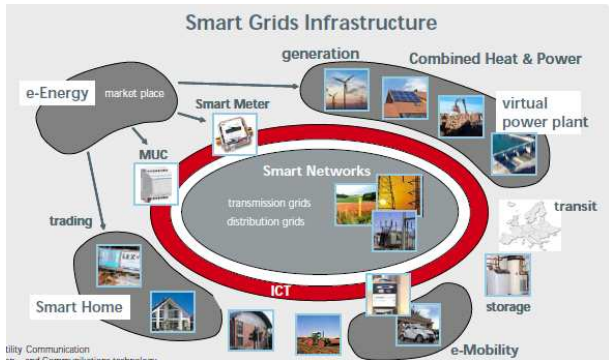 Smart Grids Infrastructure
generation
Combined Heat & Power
e-Energy
market place
Smart Meter
virtual
power plant
MUC
Smart Networks
transmission grids
distribution grids
trading
transit
ICT
Smart Home
storage
e-Mobility
tility Communication